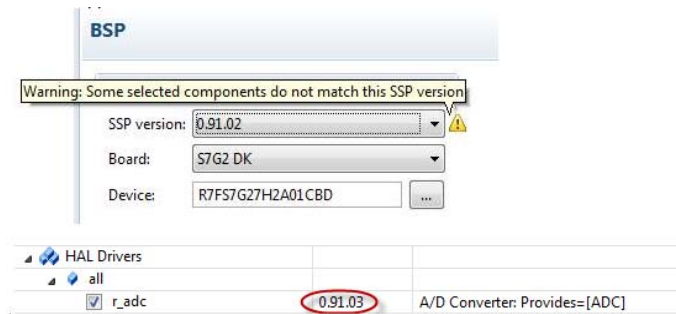 BSP
Warning: Some selected components do not match this SSP version
SSP version: 0.91.02
Board: S7G2 DK
Device: R7FS7G27H2A01CBD ...
HAL Drivers
all
r_adc 0.91.03 A/D Converter: Provides=[ADC]